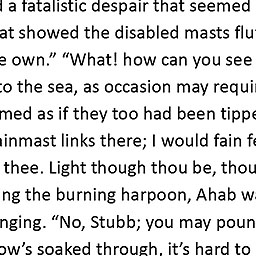 a fatalistic despair that seemed
at showed the disabled masts flu
e own.” “What! how can you see
to the sea, as occasion may requi
med as if they too had been tippe
ainmast links there; I would fain fe
thee. Light though thou be, thou
ng the burning harpoon, Ahab wa
nging. “No, Stubb; you may poun
ow’s soaked through, it’s hard to